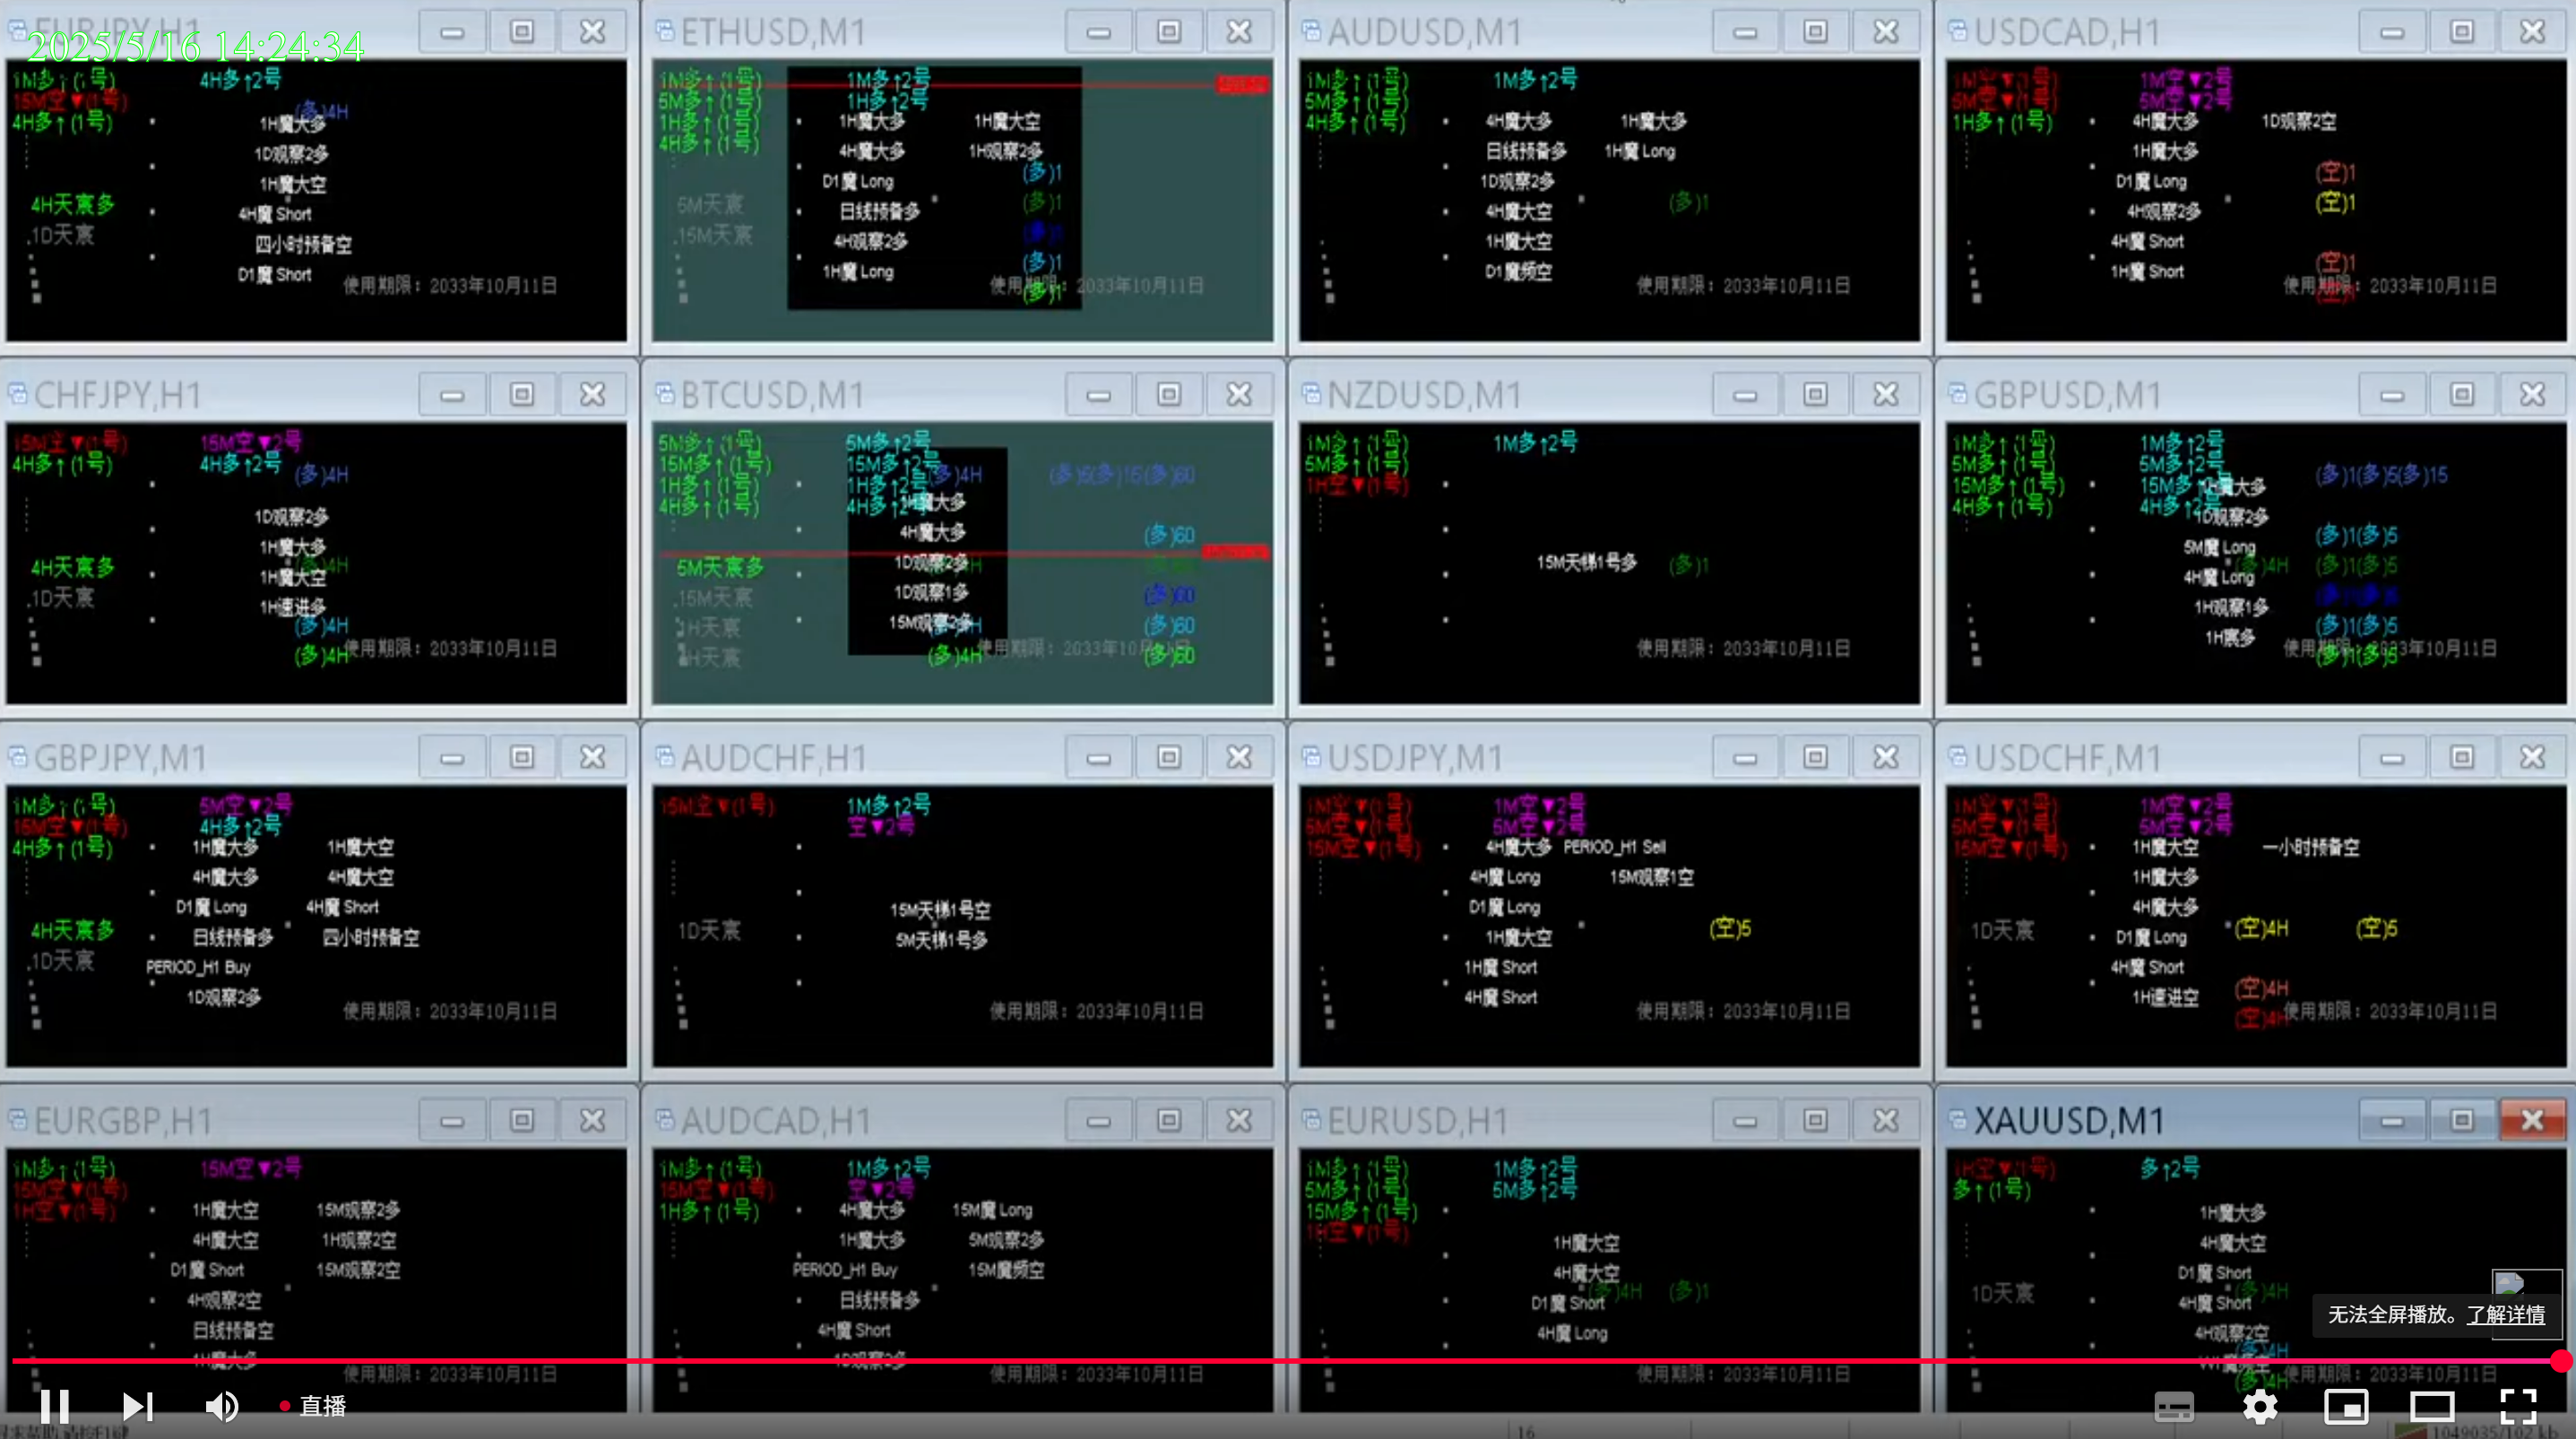 EURJPY,H1
2025/5/16 14:24:34
1M多↑(1号)
4H多↑2号
15M空▼(1号)
(多)4H
4H多↑(1号)
1H魔大多
1D观察2多
1H魔大空
4H天宸多
4H魔 Short
.1D天宸
四小时预备空
D1魔 Short
使用期限：2033年10月11日
ETHUSD,M1
1M多↑(1号)
1M多↑2号
5M多↑(1号)
1H多↑2号
1H多↑(1号)
1H魔大多
1H魔大空
4H多↑(1号)
4H魔大多
1H观察2多
(多)1
D1魔 Long
5M天宸
日线预备多
(多)1
.15M天宸
4H观察2多
(多)1
(多)1
1H魔 Long
使用期限：2033年10月11日
(多)1
AUDUSD,M1
1M多↑(1号)
1M多↑2号
5M多↑(1号)
4H多↑(1号)
4H魔大多
1H魔大多
日线预备多
1H魔 Long
1D观察2多
4H魔大空
(多)1
1H魔大空
D1魔频空
使用期限：2033年10月11日
USDCAD,H1
1M空▼(1号)
1M空▼2号
5M空▼(1号)
5M空▼2号
1H多↑(1号)
4H魔大多
1D观察2空
1H魔大多
(空)1
D1魔 Long
4H观察2多
(空)1
4H魔 Short
(空)1
1H魔 Short
使用期限：2033年10月11日
CHFJPY,H1
15M空▼(1号)
15M空▼2号
4H多↑(1号)
4H多↑2号
(多)4H
1D观察2多
1H魔大多
4H天宸多
(多)4H
1H魔大空
.1D天宸
1H速进多
(多)4H
(多)4H
使用期限：2033年10月11日
BTCUSD,M1
5M多↑(1号)
5M多↑2号
15M多↑(1号)
15M多↑2号
(多)4H
(多)5(多)15(多)60
1H多↑(1号)
1H多↑2号
4H多↑(1号)
4H多↑2号
1H魔大多
4H魔大多
(多)60
5M天宸多
1D观察2多
.15M天宸
1D观察1多
(多)60
1H天宸
15M观察2多
(多)60
4H天宸
(多)4H
使用期限：2033年10月11日
(多)60
NZDUSD,M1
1M多↑(1号)
1M多↑2号
5M多↑(1号)
1H空▼(1号)
15M天梯1号多
(多)1
使用期限：2033年10月11日
GBPUSD,M1
1M多↑(1号)
1M多↑2号
5M多↑(1号)
5M多↑2号
(多)1(多)5(多)15
15M多↑(1号)
15M多↑2号
1H魔大多
4H多↑(1号)
4H多↑2号
1D观察2多
(多)1(多)5
5M魔 Long
(多)4H
(多)1(多)5
4H魔 Long
(多)1(多)5
1H观察1多
(多)1(多)5
1H宸多
(多)1(多)5
使用期限：2033年10月11日
GBPJPY,M1
1M多↑(1号)
5M空▼2号
15M空▼(1号)
4H多↑2号
4H多↑(1号)
1H魔大多
1H魔大空
4H魔大多
4H魔大空
D1魔 Long
4H魔 Short
4H天宸多
日线预备多
四小时预备空
.1D天宸
PERIOD_H1 Buy
1D观察2多
使用期限：2033年10月11日
AUDCHF,H1
15M空▼(1号)
1M多↑2号
空▼2号
15M天梯1号空
1D天宸
5M天梯1号多
使用期限：2033年10月11日
USDJPY,M1
1M空▼(1号)
1M空▼2号
5M空▼(1号)
5M空▼2号
15M空▼(1号)
4H魔大多
PERIOD_H1 Sell
4H魔 Long
15M观察1空
D1魔 Long
(空)5
1H魔大空
1H魔 Short
4H魔 Short
使用期限：2033年10月11日
USDCHF,M1
1M空▼(1号)
1M空▼2号
5M空▼(1号)
5M空▼2号
15M空▼(1号)
1H魔大空
一小时预备空
1H魔大多
4H魔大多
1D天宸
D1魔 Long
(空)4H
(空)5
4H魔 Short
(空)4H
1H速进空
(空)4H
使用期限：2033年10月11日
EURGBP,H1
1M多↑(1号)
15M空▼2号
15M空▼(1号)
1H空▼(1号)
1H魔大空
15M观察2多
4H魔大空
1H观察2空
D1魔 Short
15M观察2空
4H观察2空
日线预备空
4H魔大多
使用期限：2033年10月11日
AUDCAD,H1
1M多↑(1号)
1M多↑2号
15M空▼(1号)
空▼2号
1H多↑(1号)
4H魔大多
15M魔 Long
1H魔大多
5M观察2多
PERIOD_H1 Buy
15M魔频空
日线预备多
4H魔 Short
1D观察2多
使用期限：2033年10月11日
EURUSD,H1
1M多↑(1号)
1M多↑2号
5M多↑(1号)
5M多↑2号
15M多↑(1号)
1H空▼(1号)
1H魔大空
4H魔大空
(多)4H
(多)1
D1魔 Short
4H魔 Long
使用期限：2033年10月11日
XAUUSD,M1
1H空▼(1号)
多↑2号
多↑(1号)
1H魔大多
4H魔大空
D1魔 Short
1D天宸
(多)4H
4H魔 Short
4H观察2空
(多)4H
(多)4H
使用期限：2033年10月11日
无法全屏播放。了解详情
直播
16
1049035/102 kb